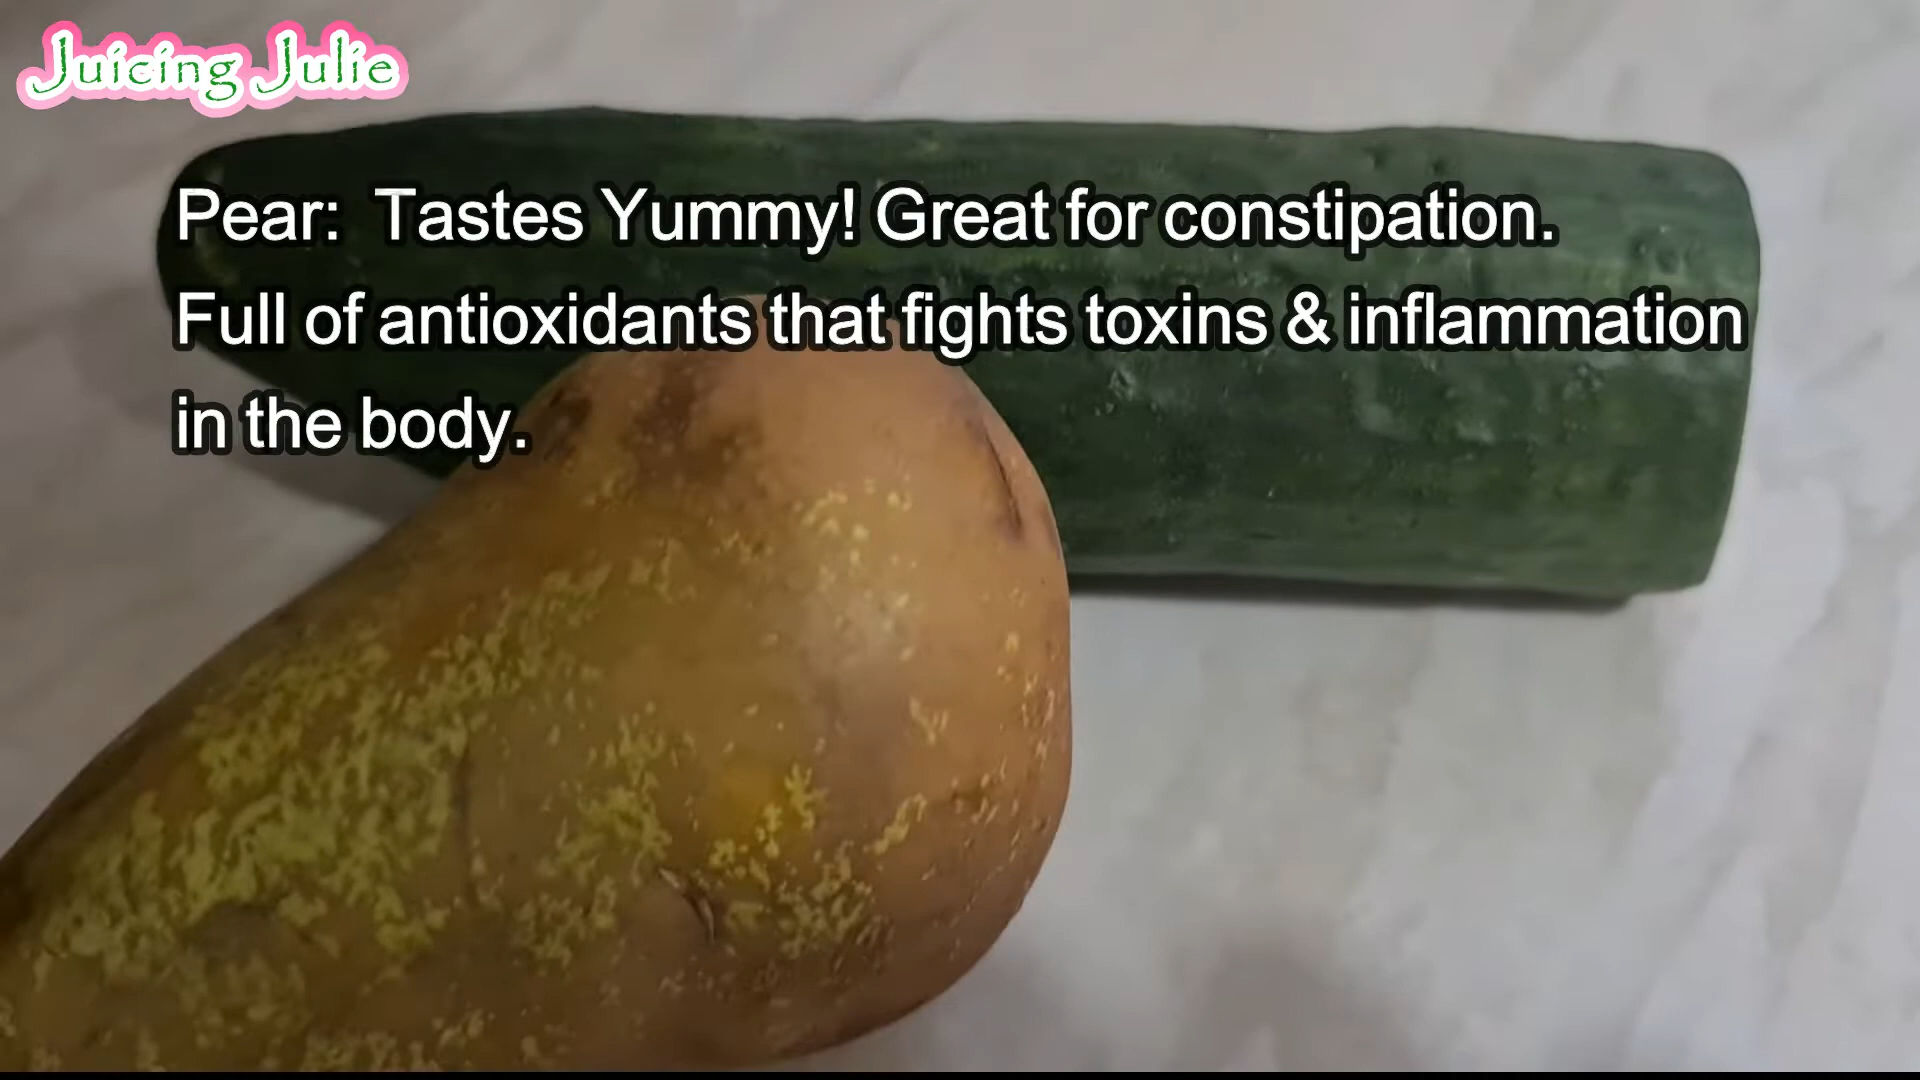 Juicing Julie
Pear:  Tastes Yummy! Great for constipation.
Full of antioxidants that fights toxins & inflammation
in the body.